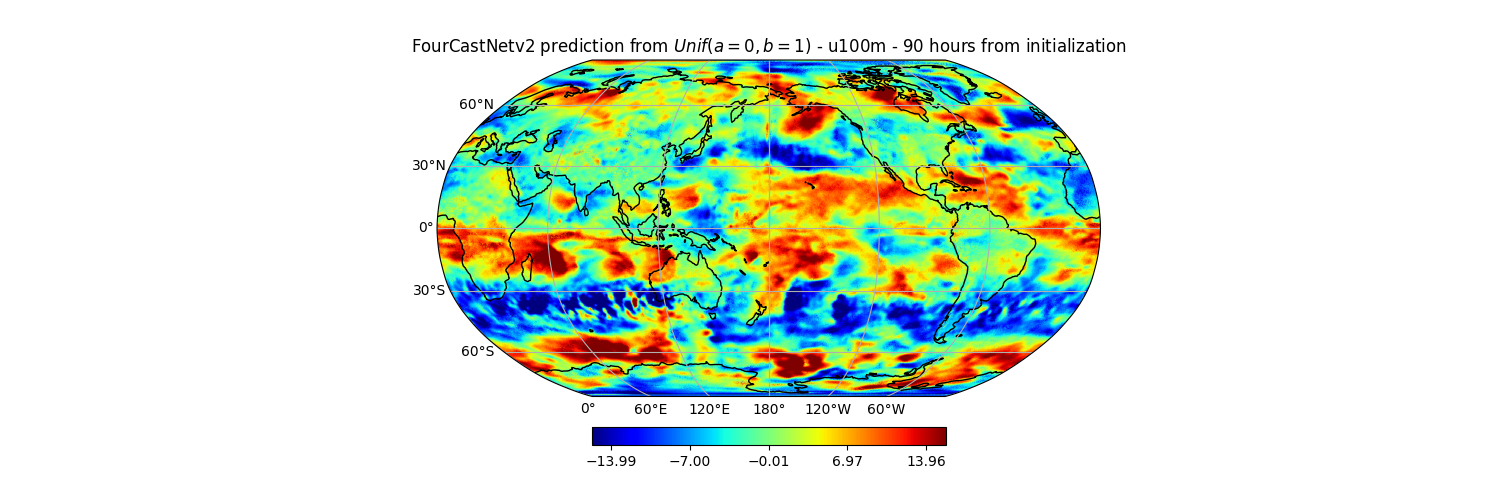 FourCastNetv2 prediction from Unif(a = 0, b = 1) - u100m - 90 hours from initialization
60°N
30°N
0°
30°S
60°S
0° 60°E 120°E 180° 120°W 60°W
−13.99 −7.00 −0.01 6.97 13.96